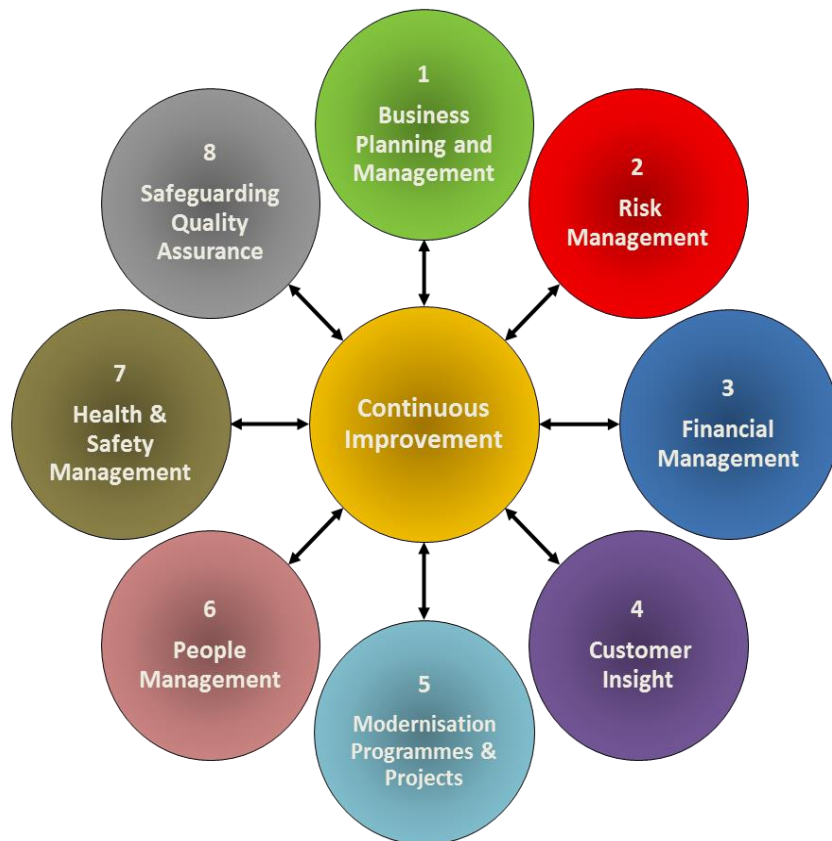 1
Business
Planning and
Management
2
Risk
Management
3
Financial
Management
4
Customer
Insight
5
Modernisation
Programmes &
Projects
6
People
Management
7
Health &
Safety
Management
8
Safeguarding
Quality
Assurance
Continuous
Improvement